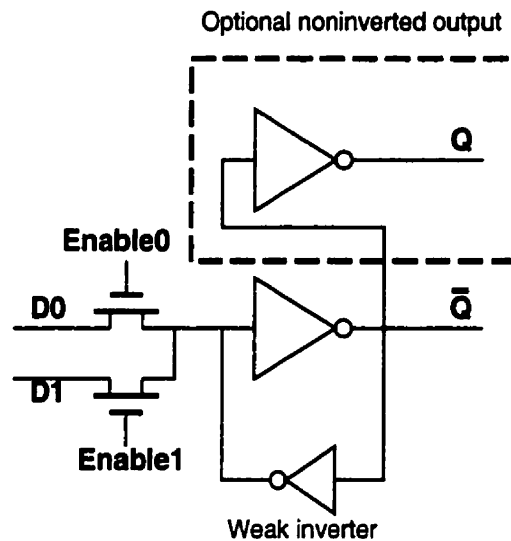 Optional noninverted output
Q
Enable0
D0
Q̅
D1
Enable1
Weak inverter